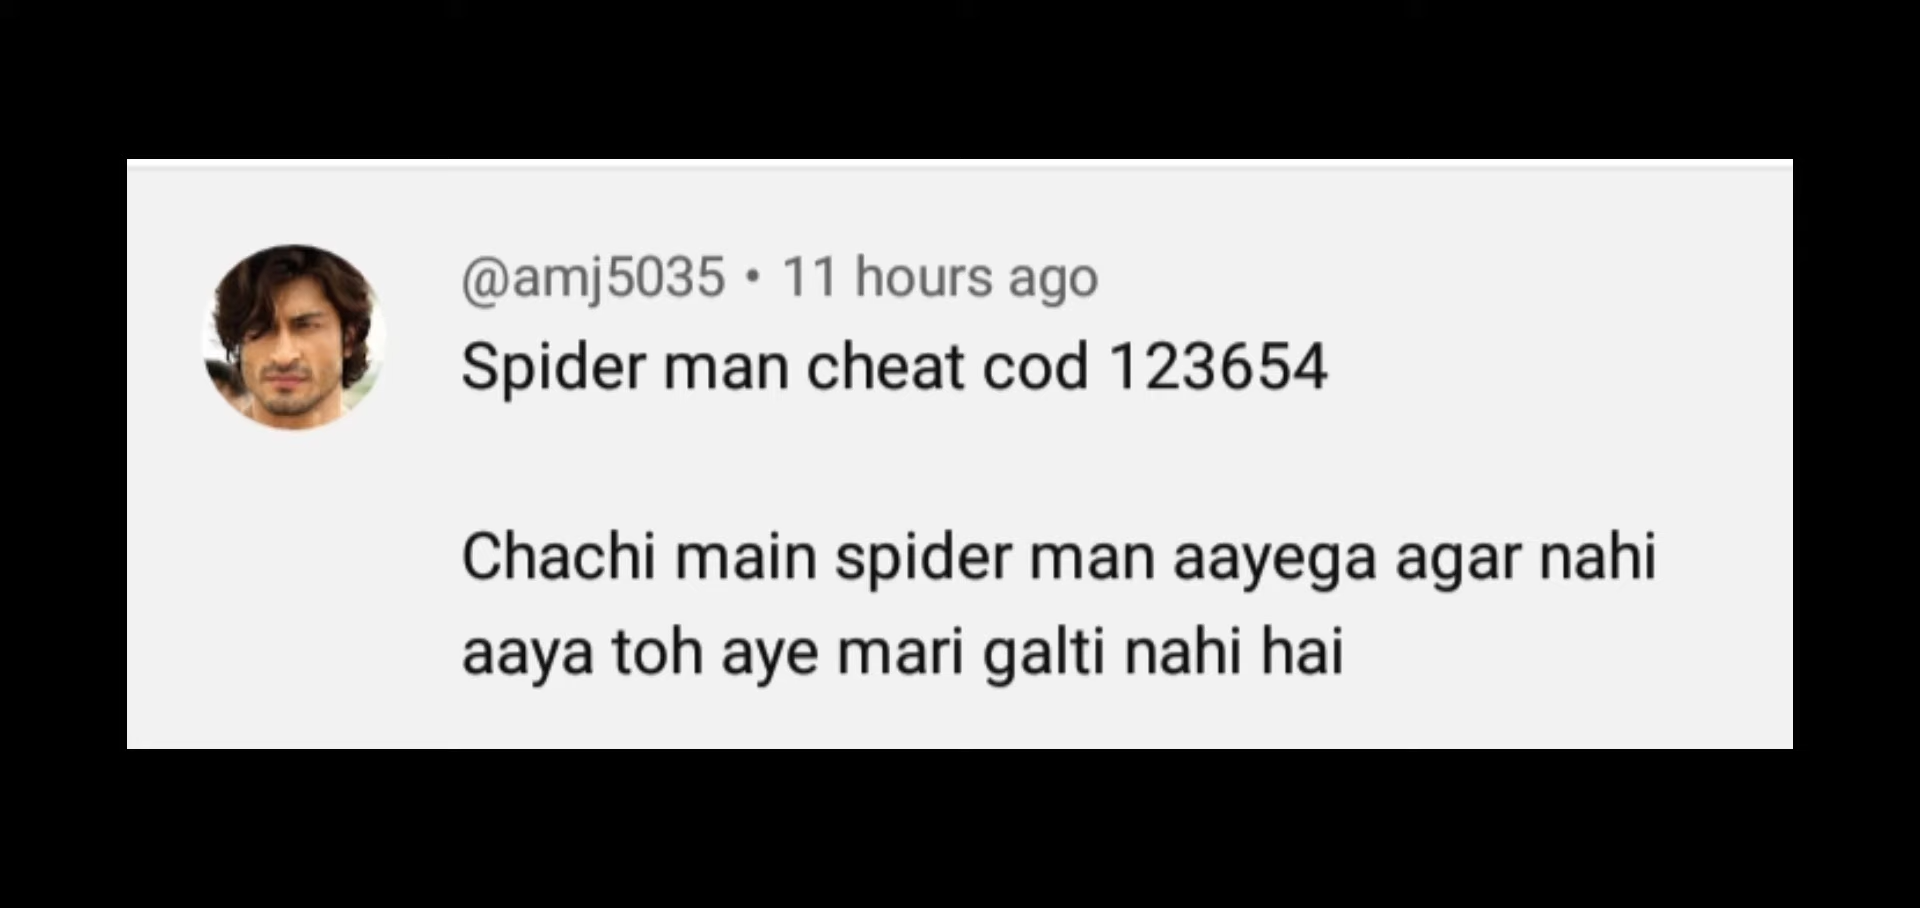 @amj5035 • 11 hours ago
Spider man cheat cod 123654
Chachi main spider man aayega agar nahi
aaya toh aye mari galti nahi hai